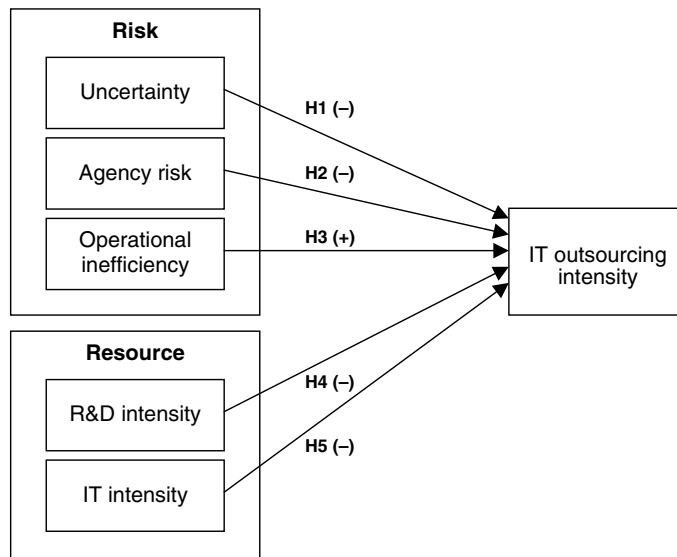 Risk
Uncertainty
H1 (–)
Agency risk
H2 (–)
Operational
inefficiency
H3 (+)
IT outsourcing
intensity
Resource
R&D intensity
H4 (–)
H5 (–)
IT intensity